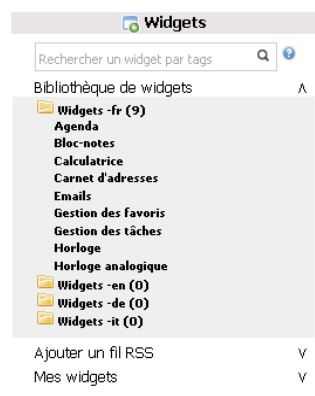 Widgets
Rechercher un widget par tags
Bibliothèque de widgets
Widgets -fr (9)
Agenda
Bloc-notes
Calculatrice
Carnet d'adresses
Emails
Gestion des favoris
Gestion des tâches
Horloge
Horloge analogique
Widgets -en (0)
Widgets -de (0)
Widgets -it (0)
Ajouter un fil RSS
Mes widgets